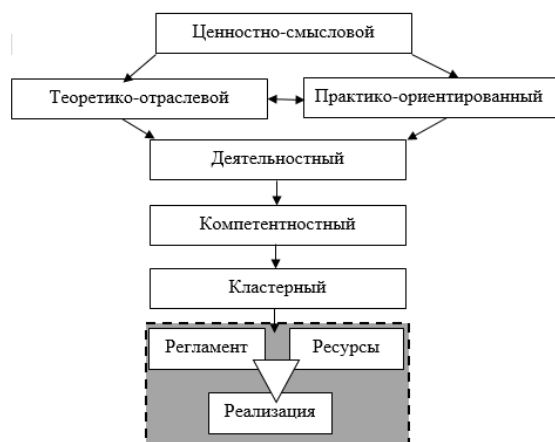 Ценностно-смысловой
Теоретико-отраслевой
Практико-ориентированный
Деятельностный
Компетентностный
Кластерный
Регламент
Ресурсы
Реализация